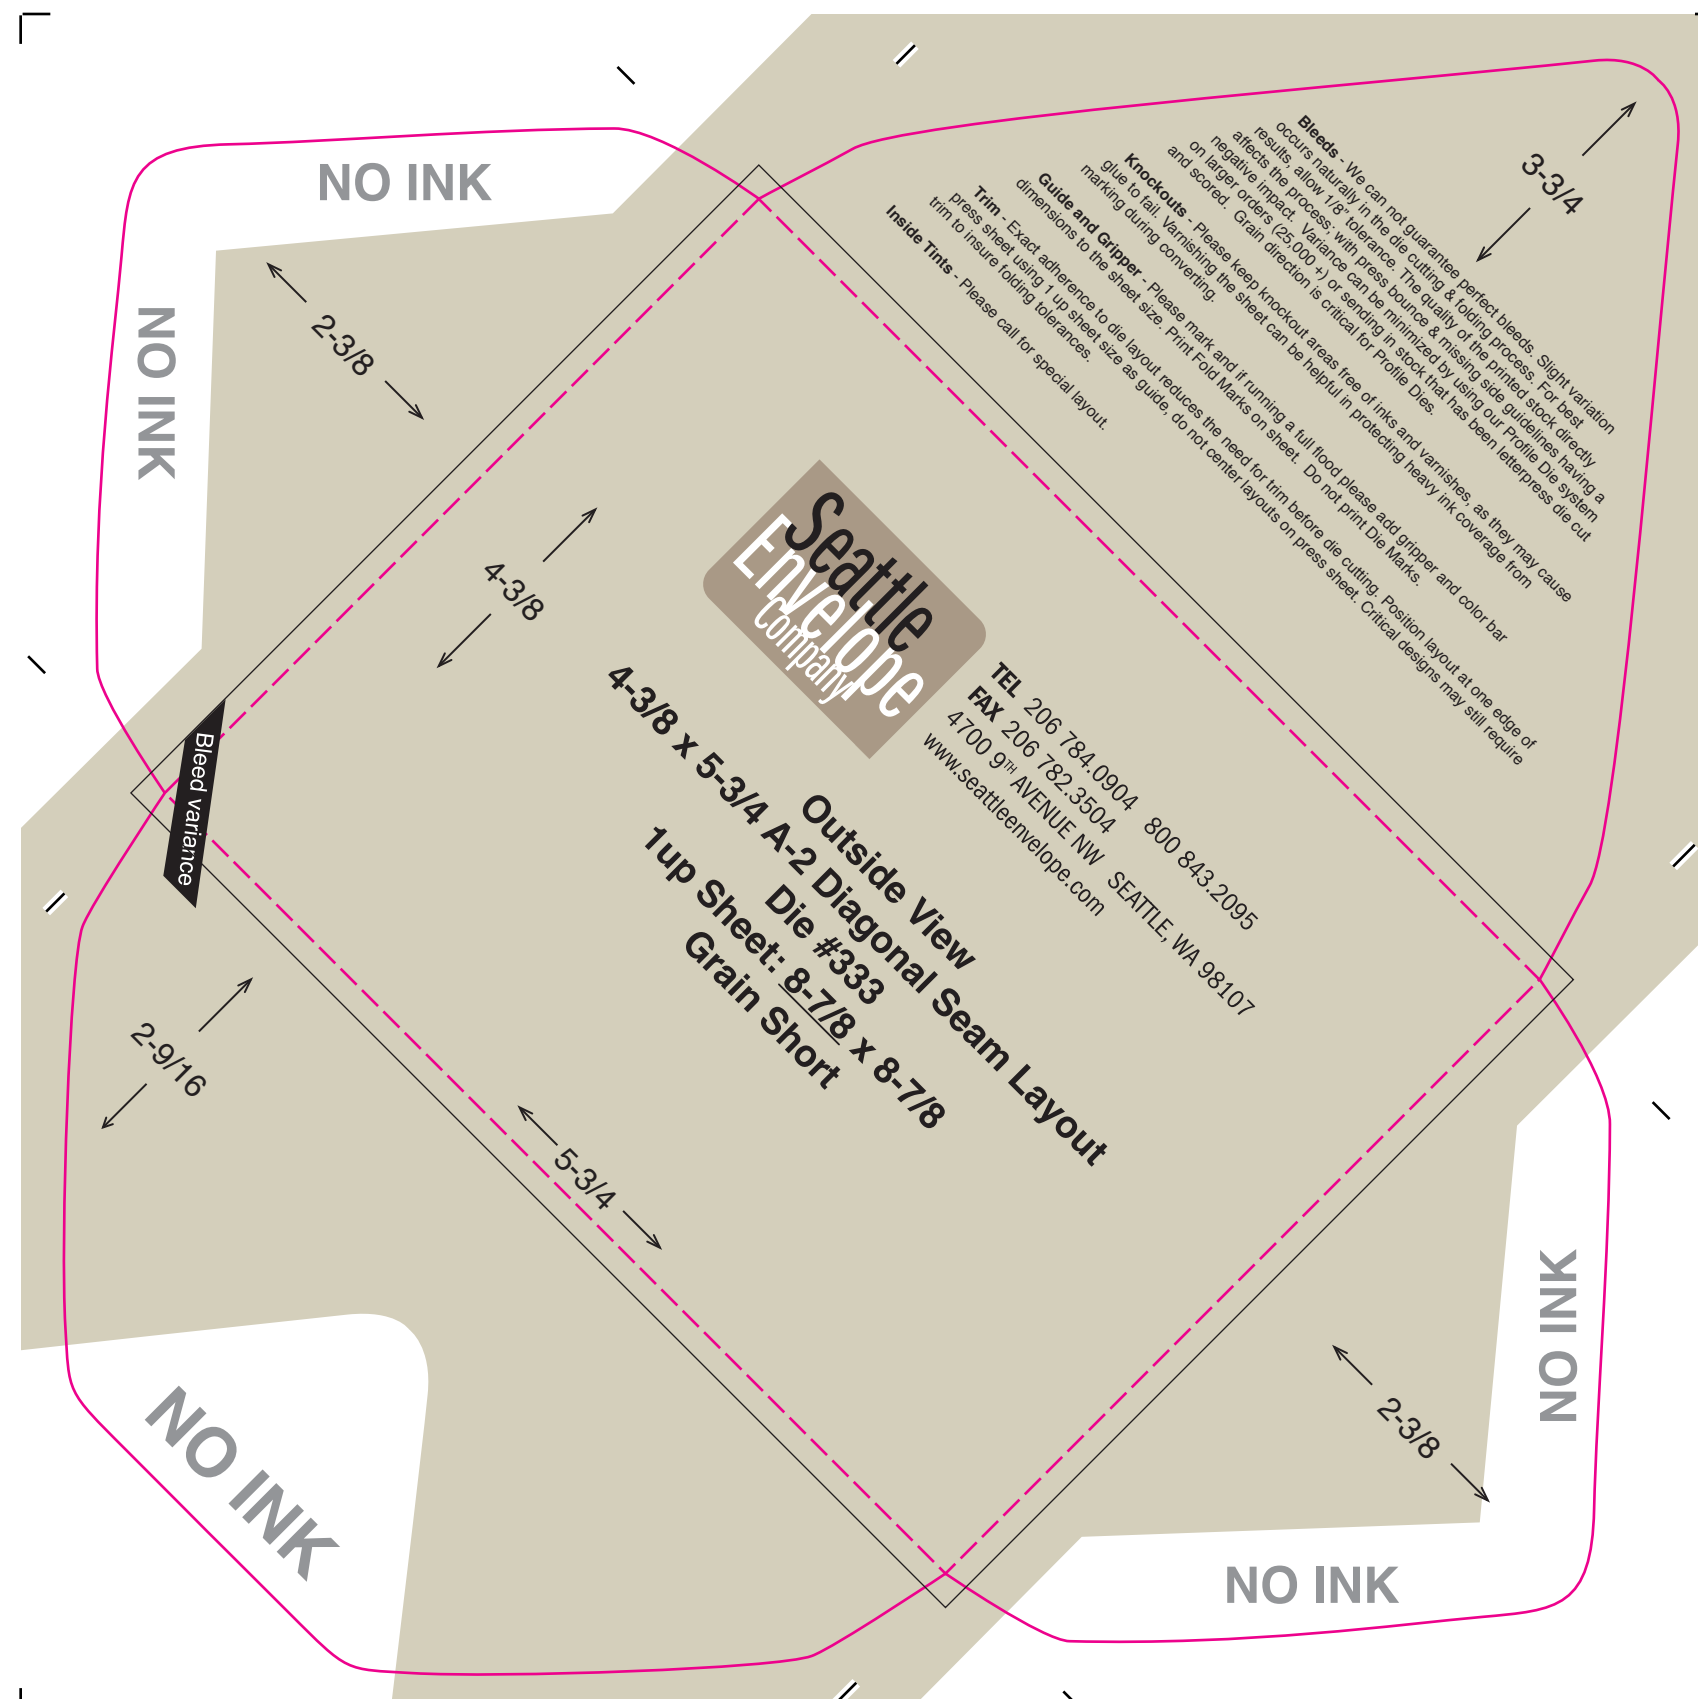 NO INK
NO INK
2-3/8
4-3/8
3-3/4
Bleeds - We can not guarantee perfect bleeds. Slight variation
occurs naturally in the die cutting & folding process. For best
results, allow 1/8" tolerance. The quality of the printed stock directly
affects the process; with press bounce & missing side guidelines having a
negative impact. Variance can be minimized by using our Profile Die system
on larger orders (25,000 +) or sending in stock that has been letterpress die cut
and scored. Grain direction is critical for Profile Dies.
Knockouts - Please keep knockout areas free of inks and varnishes, as they may cause
glue to fail. Varnishing the sheet can be helpful in protecting heavy ink coverage from
marking during converting.
Guide and Gripper - Please mark and if running a full flood please add gripper and color bar
dimensions to the sheet size. Print Fold Marks on sheet. Do not print Die Marks.
Trim - Exact adherence to die layout reduces the need for trim before die cutting. Position layout at one edge of
press sheet using 1 up sheet size as guide, do not center layouts on press sheet. Critical designs may still require
trim to insure folding tolerances.
Inside Tints - Please call for special layout.
Seattle
Envelope
Company
TEL 206 784.0904 800 843.2095
FAX 206 782.3504
4700 9TH AVENUE NW SEATTLE, WA 98107
www.seattleenvelope.com
Outside View
4-3/8 x 5-3/4 A-2 Diagonal Seam Layout
Die #333
1up Sheet: 8-7/8 x 8-7/8
Grain Short
Bleed variance
2-9/16
5-3/4
NO INK
2-3/8
NO INK
NO INK